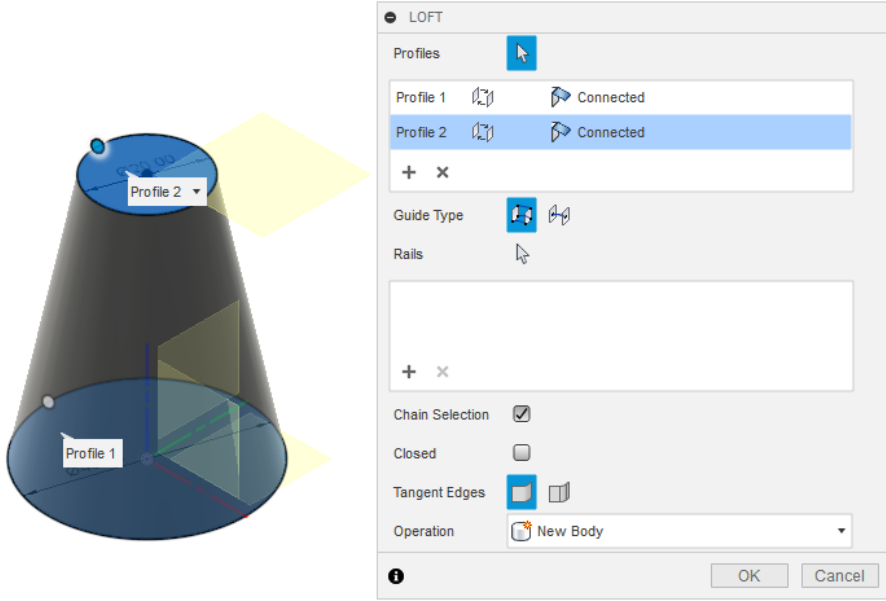 LOFT
Profiles
Profile 1 Connected
Profile 2 Connected
Guide Type
Rails
Chain Selection
Closed
Tangent Edges
Operation New Body
OK Cancel
Profile 2
Profile 1